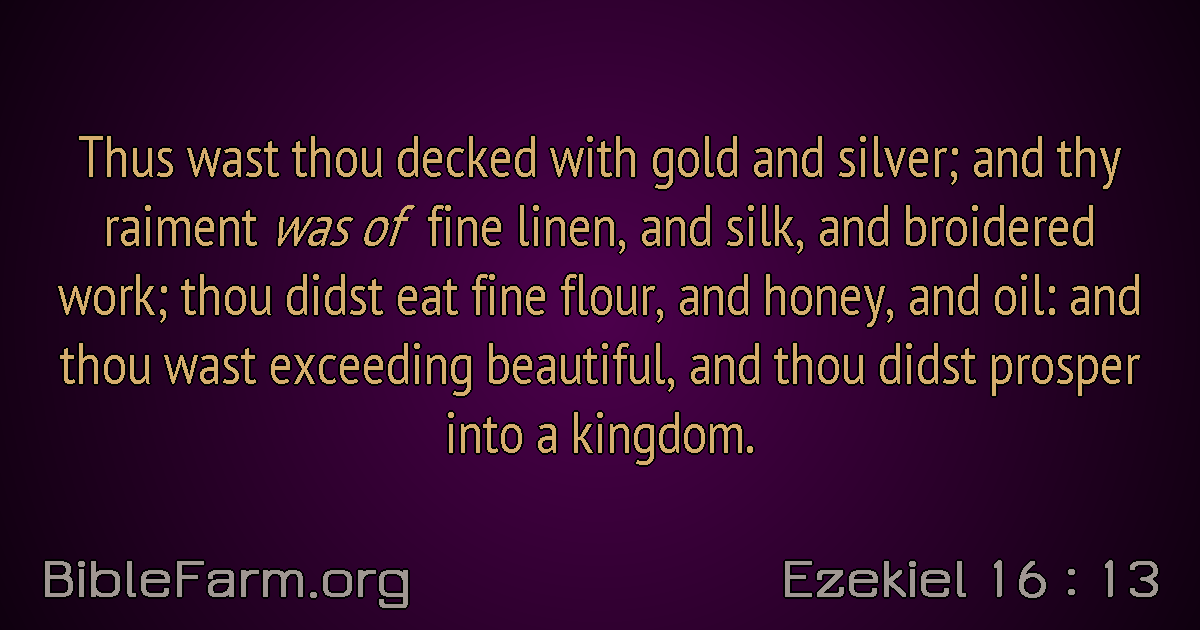 Thus wast thou decked with gold and silver; and thy
raiment was of fine linen, and silk, and broidered
work; thou didst eat fine flour, and honey, and oil: and
thou wast exceeding beautiful, and thou didst prosper
into a kingdom.
BibleFarm.org
Ezekiel 16 : 13